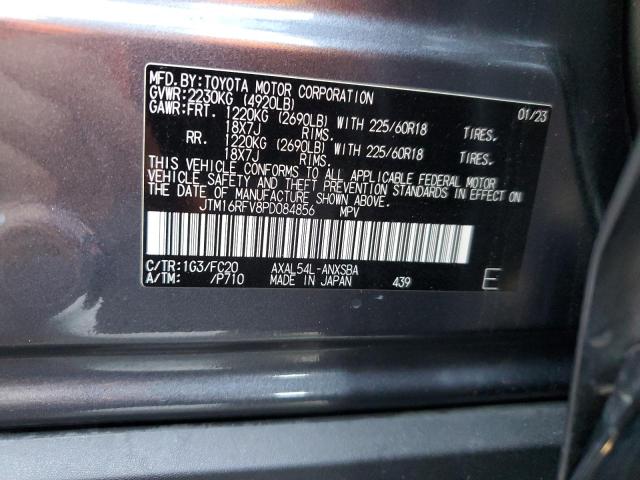 MFD.BY:TOYOTA MOTOR CORPORATION 01/23
GVWR:2230KG (4920LB)
GAWR:FRT. 1220KG (2690LB) WITH 225/60R18 TIRES.
18X7J RIMS.
RR. 1220KG (2690LB) WITH 225/60R18 TIRES.
18X7J RIMS.
THIS VEHICLE CONFORMS TO ALL APPLICABLE FEDERAL MOTOR
VEHICLE SAFETY AND THEFT PREVENTION STANDARDS IN EFFECT ON
THE DATE OF MANUFACTURE SHOWN ABOVE.
JTM16RFV8PD084856 MPV
C/TR:1G3/FC20 AXAL54L-ANXSBA
A/TM: /P710 MADE IN JAPAN 439 E